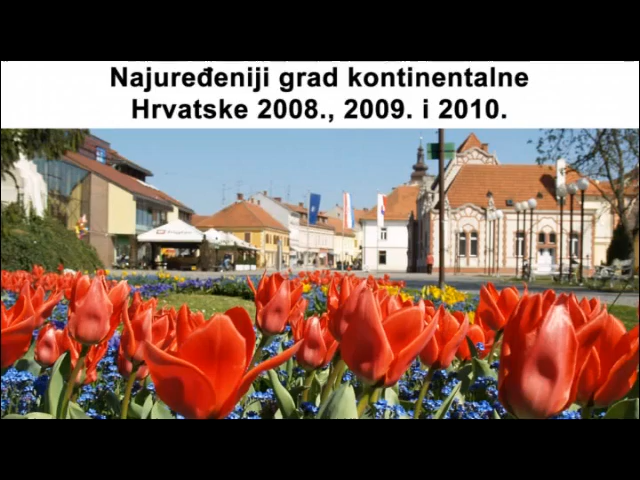 Najuređeniji grad kontinentalne
Hrvatske 2008., 2009. i 2010.